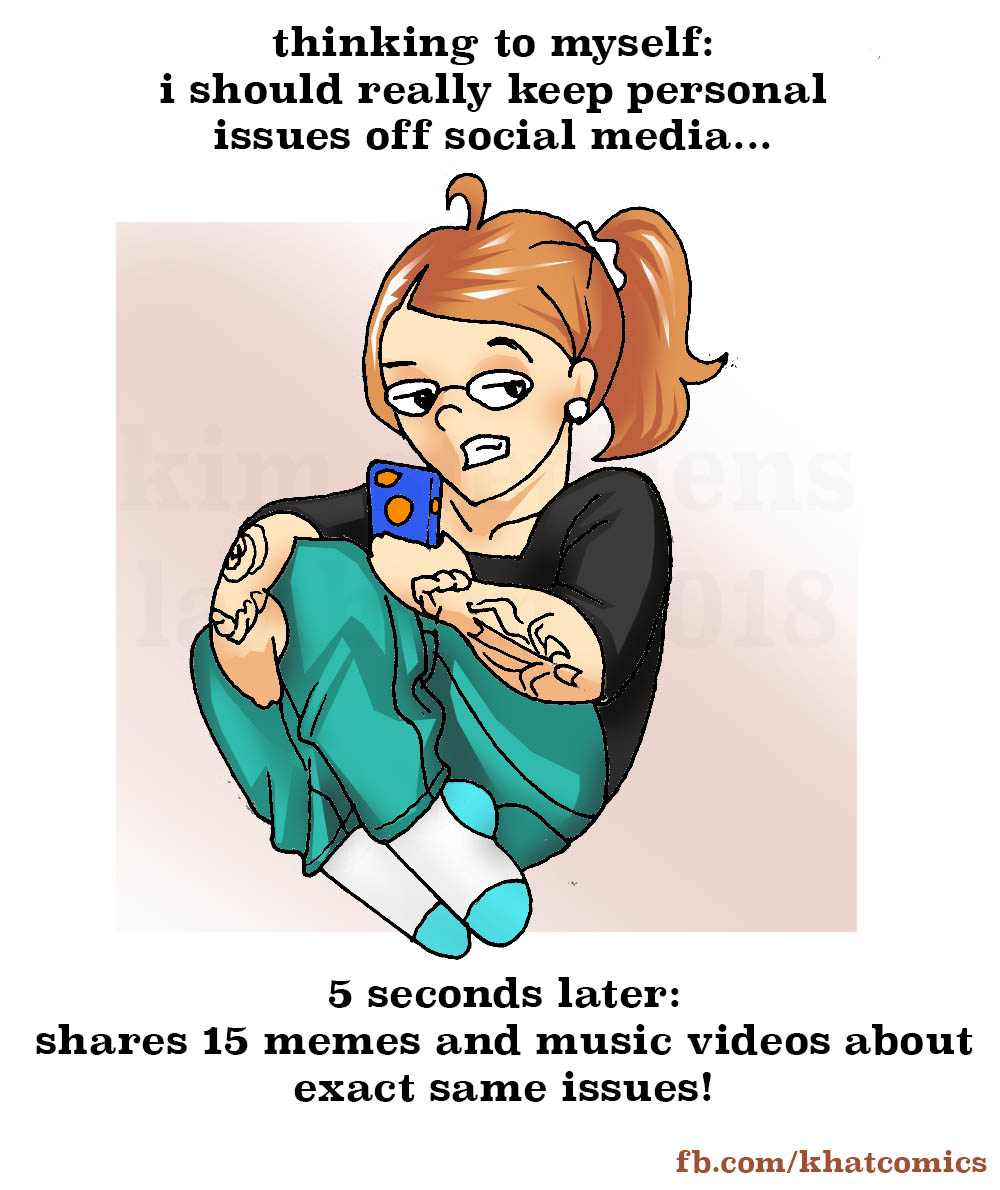 thinking to myself:
i should really keep personal
issues off social media...
5 seconds later:
shares 15 memes and music videos about
exact same issues!
fb.com/khatcomics